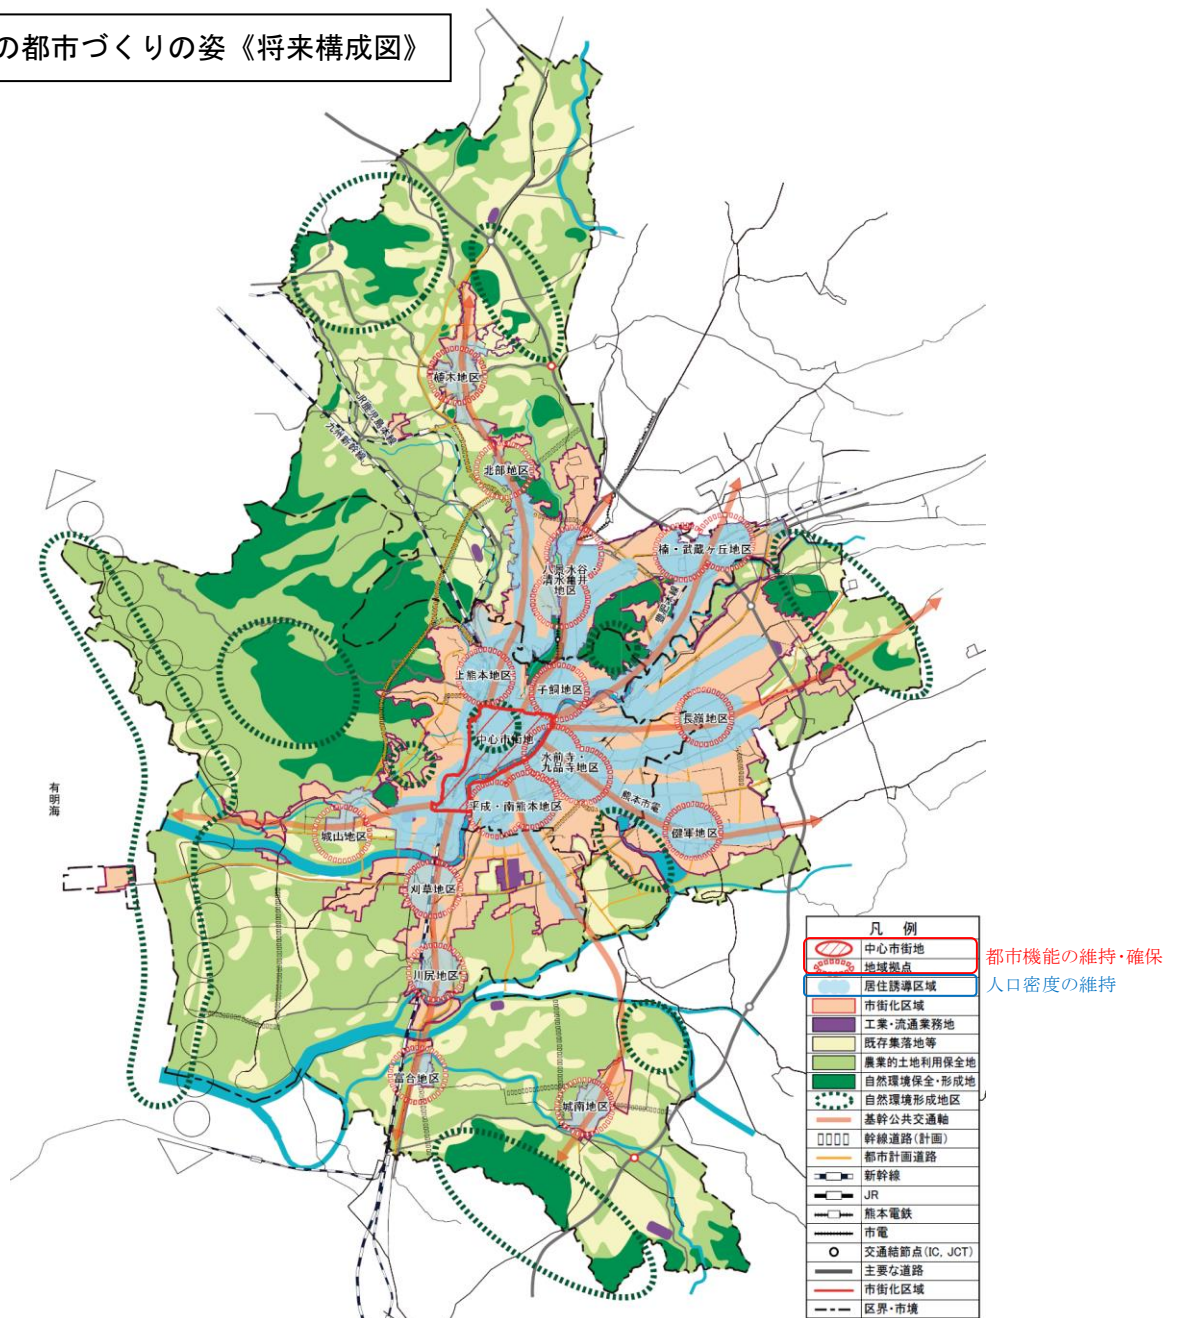 の都市づくりの姿《将来構成図》
植木地区
JR鹿児島本線
九州新幹線
北部地区
楠・武蔵ヶ丘地区
八景水谷・
清水亀井
地区
豊肥本線
上熊本地区
子飼地区
長嶺地区
中心市街地
水前寺・
九品寺地区
熊本市電
平成・南熊本地区
健軍地区
城山地区
有明海
刈草地区
川尻地区
富合地区
城南地区
凡 例
中心市街地
地域拠点
居住誘導区域
市街化区域
工業・流通業務地
既存集落地等
農業的土地利用保全地
自然環境保全・形成地
自然環境形成地区
基幹公共交通軸
幹線道路(計画)
都市計画道路
新幹線
JR
熊本電鉄
市電
交通結節点(IC, JCT)
主要な道路
市街化区域
区界・市境
都市機能の維持・確保
人口密度の維持